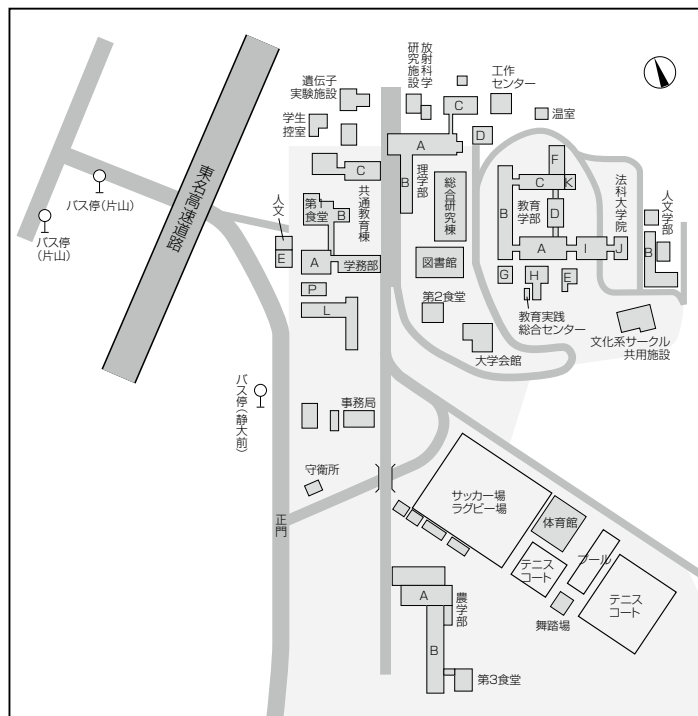 遺伝子
実験施設
放射科学
研究施設
工作
センター
温室
学生
控室
C
D
A
C
B
理学部
総合
研究棟
共通教育棟
第1
食堂
B
人文
E
A
学務部
P
L
図書館
第2食堂
大学会館
F
C
K
D
B
教育
学部
A
I
J
G
H
E
教育実践
総合センター
法科大学院
人文学部
B
文化系サークル
共用施設
東名高速道路
バス停(片山)
バス停
(片山)
バス停(静大前)
事務局
守衛所
正門
サッカー場
ラグビー場
体育館
プール
テニス
コート
テニス
コート
舞踏場
A
農学部
B
第3食堂